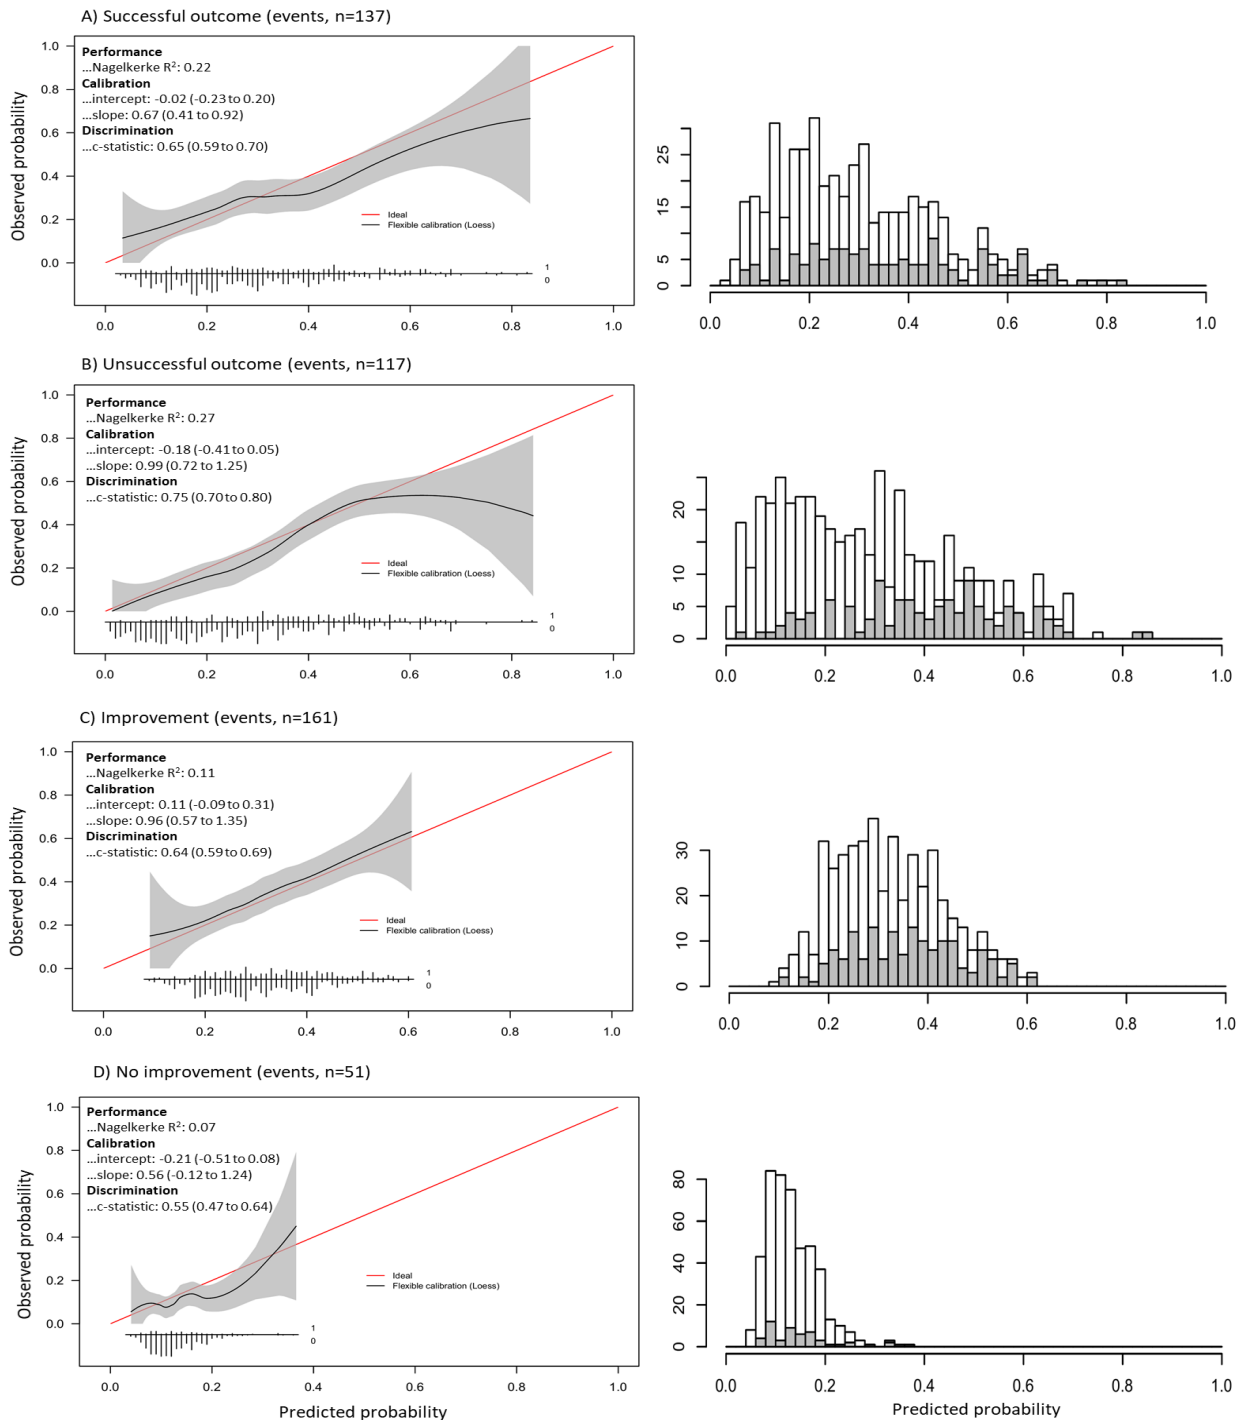 A) Successful outcome (events, n=137)
Performance
...Nagelkerke R²: 0.22
Calibration
...intercept: -0.02 (-0.23 to 0.20)
...slope: 0.67 (0.41 to 0.92)
Discrimination
...c-statistic: 0.65 (0.59 to 0.70)
Observed probability
1.0
0.8
0.6
0.4
0.2
0.0
Ideal
Flexible calibration (Loess)
1
0
0.0 0.2 0.4 0.6 0.8 1.0
25
15
5
0
0.0 0.2 0.4 0.6 0.8 1.0
B) Unsuccessful outcome (events, n=117)
Performance
...Nagelkerke R²: 0.27
Calibration
...intercept: -0.18 (-0.41 to 0.05)
...slope: 0.99 (0.72 to 1.25)
Discrimination
...c-statistic: 0.75 (0.70 to 0.80)
Observed probability
1.0
0.8
0.6
0.4
0.2
0.0
Ideal
Flexible calibration (Loess)
1
0
0.0 0.2 0.4 0.6 0.8 1.0
20
10
5
0
0.0 0.2 0.4 0.6 0.8 1.0
C) Improvement (events, n=161)
Performance
...Nagelkerke R²: 0.11
Calibration
...intercept: 0.11 (-0.09 to 0.31)
...slope: 0.96 (0.57 to 1.35)
Discrimination
...c-statistic: 0.64 (0.59 to 0.69)
Observed probability
1.0
0.8
0.6
0.4
0.2
0.0
Ideal
Flexible calibration (Loess)
1
0
0.0 0.2 0.4 0.6 0.8 1.0
30
20
10
0
0.0 0.2 0.4 0.6 0.8 1.0
D) No improvement (events, n=51)
Performance
...Nagelkerke R²: 0.07
Calibration
...intercept: -0.21 (-0.51 to 0.08)
...slope: 0.56 (-0.12 to 1.24)
Discrimination
...c-statistic: 0.55 (0.47 to 0.64)
Observed probability
1.0
0.8
0.6
0.4
0.2
0.0
Ideal
Flexible calibration (Loess)
1
0
0.0 0.2 0.4 0.6 0.8 1.0
Predicted probability
80
60
40
20
0
0.0 0.2 0.4 0.6 0.8 1.0
Predicted probability